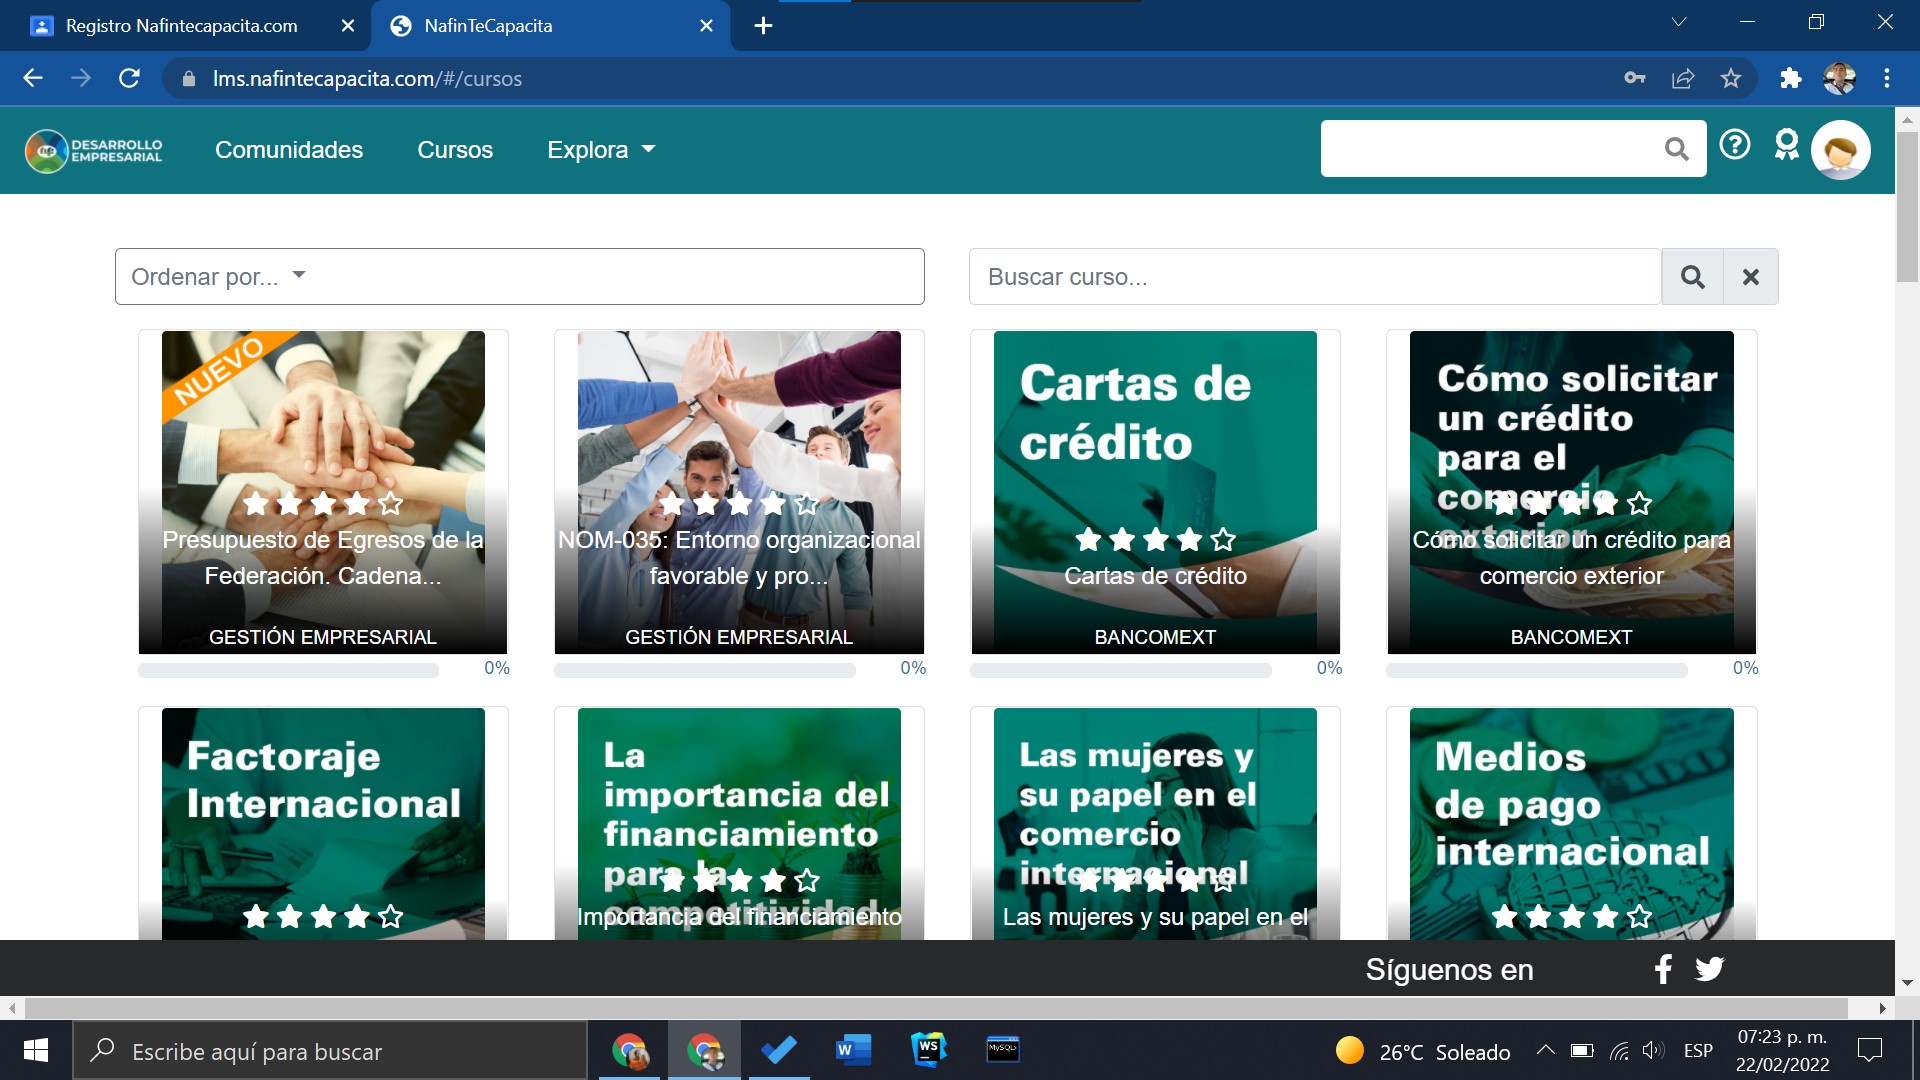 Registro Nafintecapacita.com
NafinTeCapacita
lms.nafintecapacita.com/#/cursos
DESARROLLO
EMPRESARIAL
Comunidades
Cursos
Explora
Ordenar por...
Buscar curso...
NUEVO
Presupuesto de Egresos de la
Federación. Cadena...
GESTIÓN EMPRESARIAL
0%
NOM-035: Entorno organizacional
favorable y pro...
GESTIÓN EMPRESARIAL
0%
Cartas de
crédito
Cartas de crédito
BANCOMEXT
0%
Cómo solicitar
un crédito
para el
comercio
exterior
Cómo solicitar un crédito para
comercio exterior
BANCOMEXT
0%
Factoraje
Internacional
La
importancia del
financiamiento
para la
competitividad
Importancia del financiamiento
Las mujeres y
su papel en el
comercio
internacional
Las mujeres y su papel en el
Medios
de pago
internacional
Síguenos en
Escribe aquí para buscar
W
WS
MySQL
26°C Soleado
ESP
07:23 p. m.
22/02/2022